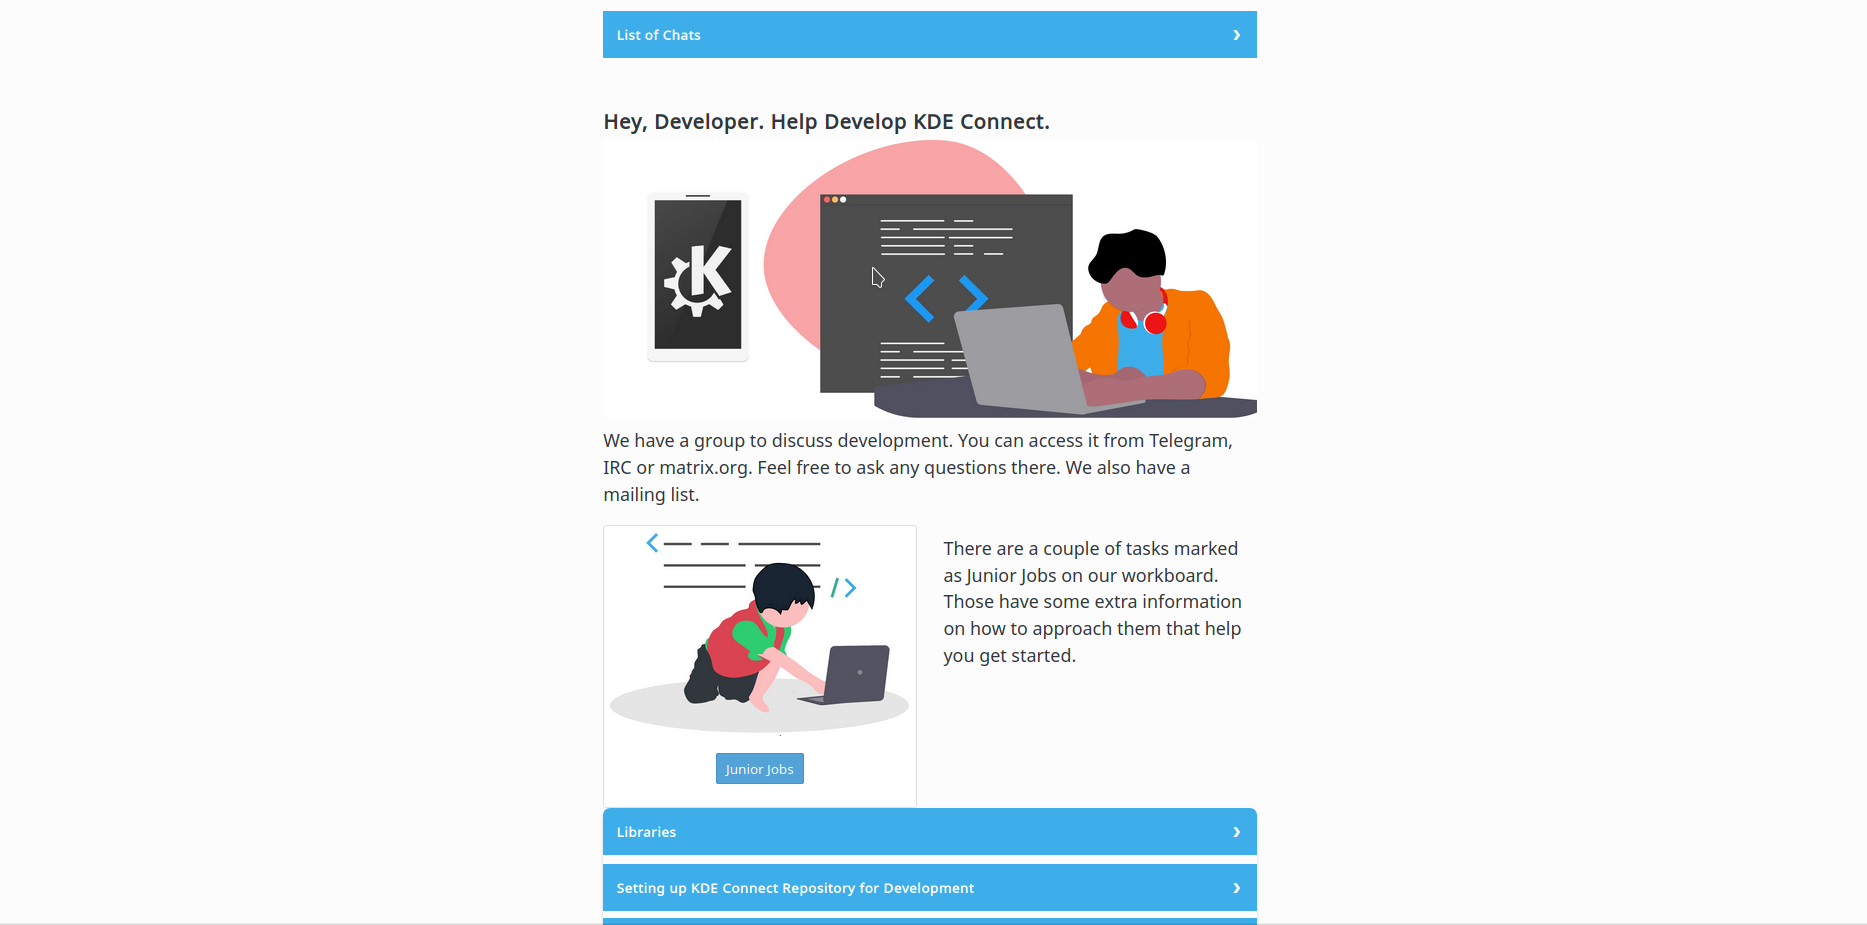 List of Chats
Hey, Developer. Help Develop KDE Connect.
K
We have a group to discuss development. You can access it from Telegram,
IRC or matrix.org. Feel free to ask any questions there. We also have a
mailing list.
There are a couple of tasks marked
as Junior Jobs on our workboard.
Those have some extra information
on how to approach them that help
you get started.
Junior Jobs
Libraries
Setting up KDE Connect Repository for Development